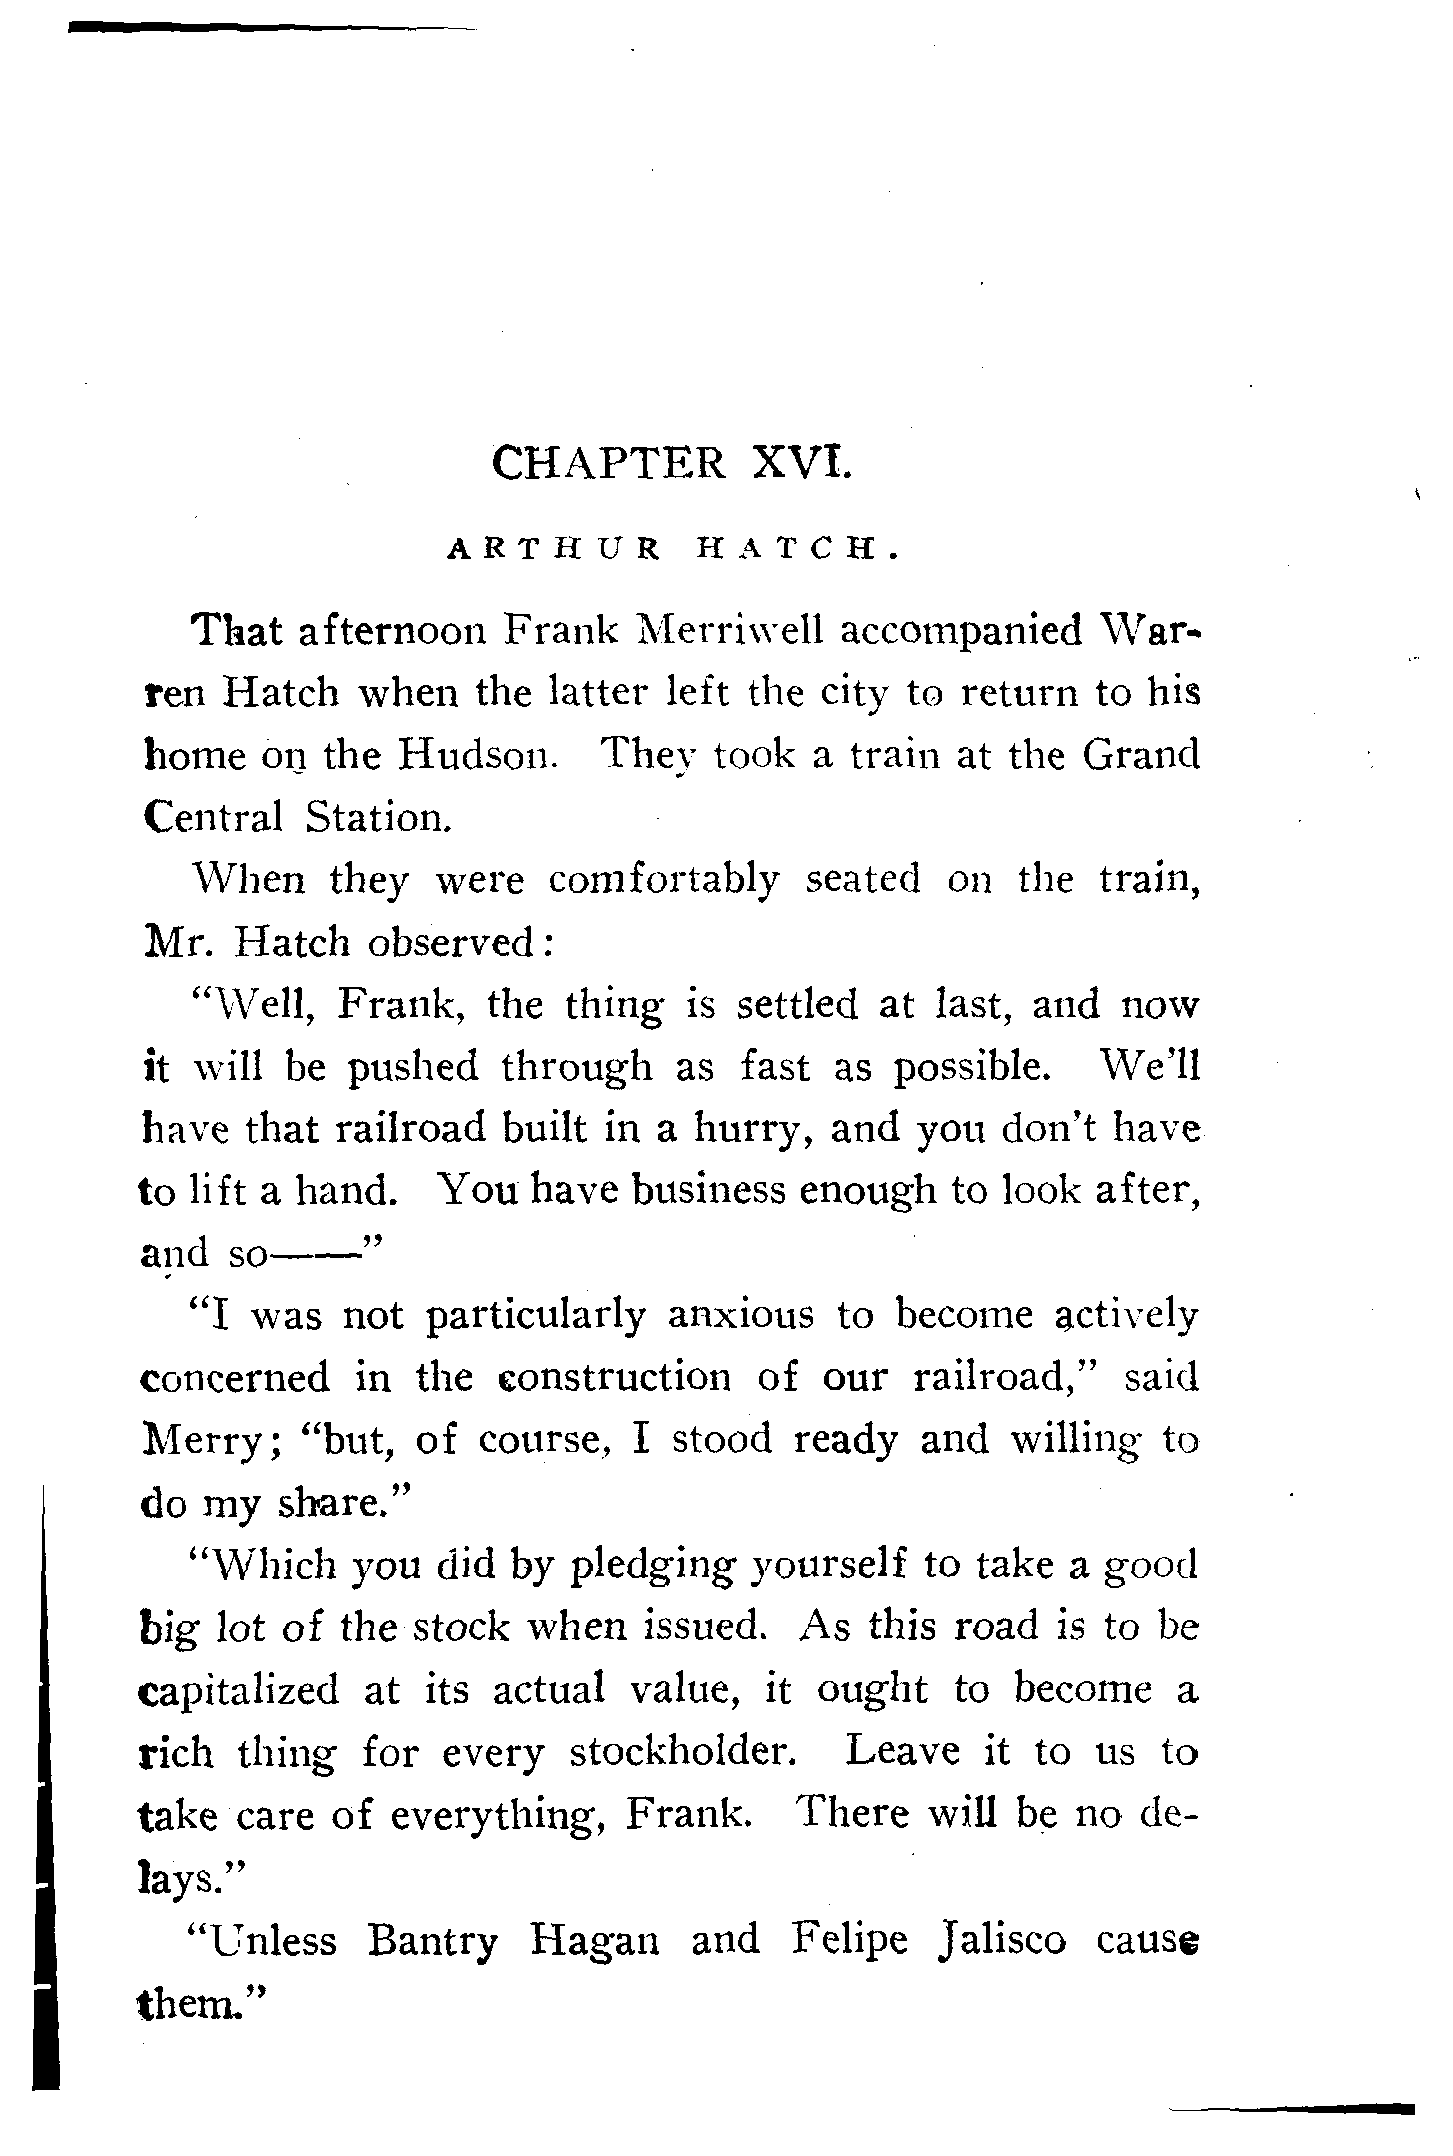 CHAPTER XVI.
ARTHUR HATCH.
That afternoon Frank Merriwell accompanied War-
ren Hatch when the latter left the city to return to his
home on the Hudson. They took a train at the Grand
Central Station.
When they were comfortably seated on the train,
Mr. Hatch observed:
“Well, Frank, the thing is settled at last, and now
it will be pushed through as fast as possible. We’ll
have that railroad built in a hurry, and you don’t have
to lift a hand. You have business enough to look after,
and so——”
“I was not particularly anxious to become actively
concerned in the construction of our railroad,” said
Merry; “but, of course, I stood ready and willing to
do my share.”
“Which you did by pledging yourself to take a good
big lot of the stock when issued. As this road is to be
capitalized at its actual value, it ought to become a
rich thing for every stockholder. Leave it to us to
take care of everything, Frank. There will be no de-
lays.”
“Unless Bantry Hagan and Felipe Jalisco cause
them.”